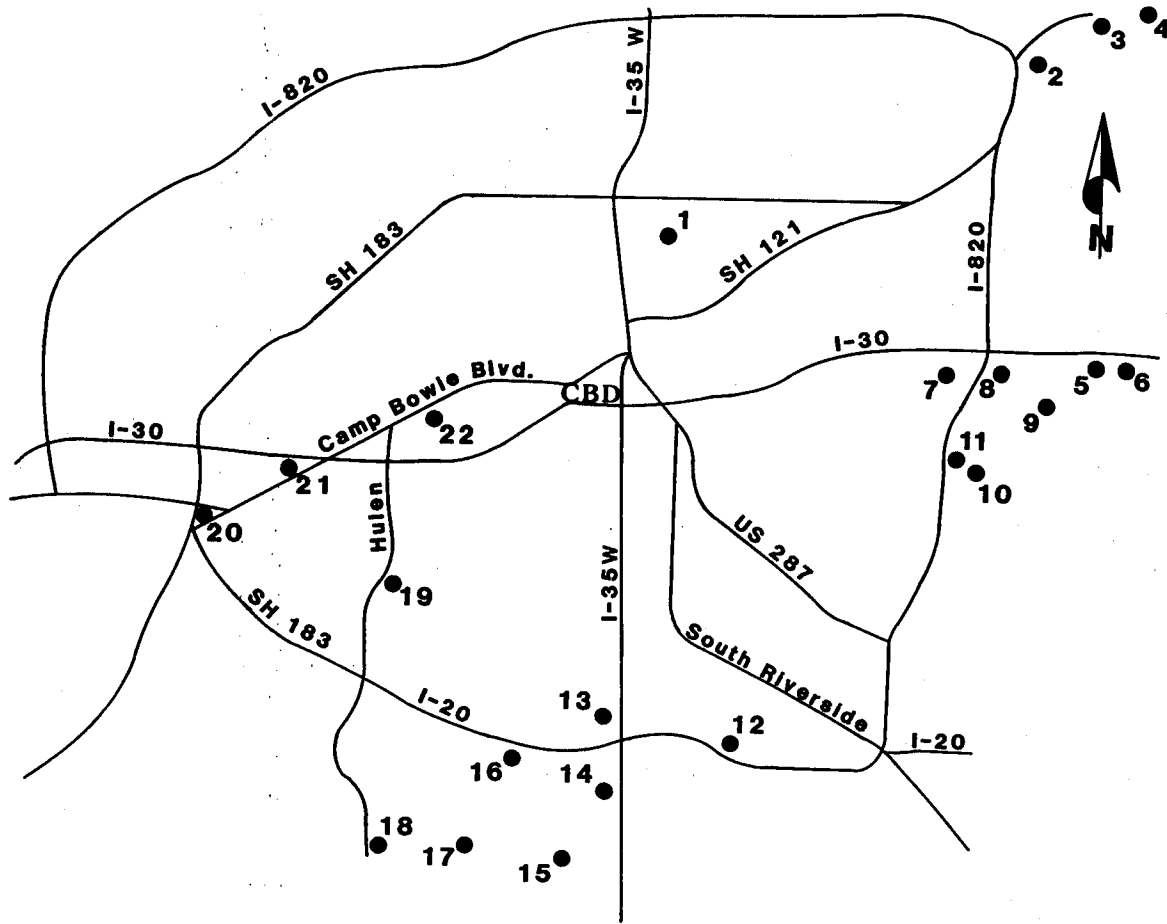 I-820
I-35 W
3
4
2
N
SH 183
1
SH 121
I-820
I-30
Camp Bowie Blvd.
CBD
I-30
22
21
7
8
5
6
9
11
10
20
Hulen
19
I-35W
US 287
SH 183
South Riverside
I-20
13
12
I-20
16
14
18
17
15